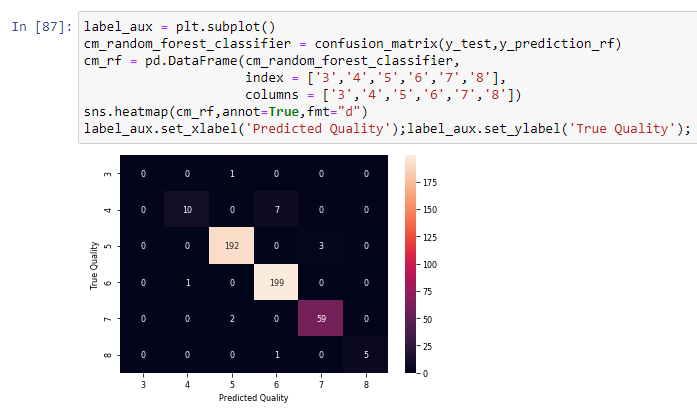 In [87]: label_aux = plt.subplot()
cm_random_forest_classifier = confusion_matrix(y_test,y_prediction_rf)
cm_rf = pd.DataFrame(cm_random_forest_classifier,
index = ['3','4','5','6','7','8'],
columns = ['3','4','5','6','7','8'])
sns.heatmap(cm_rf,annot=True,fmt="d")
label_aux.set_xlabel('Predicted Quality');label_aux.set_ylabel('True Quality');
3 0 0 1 0 0 0
4 0 10 0 7 0 0
5 0 0 192 0 3 0
6 0 1 0 199 0 0
7 0 0 2 0 59 0
8 0 0 0 1 0 5
3 4 5 6 7 8
Predicted Quality
True Quality
175
150
125
100
75
50
25
0